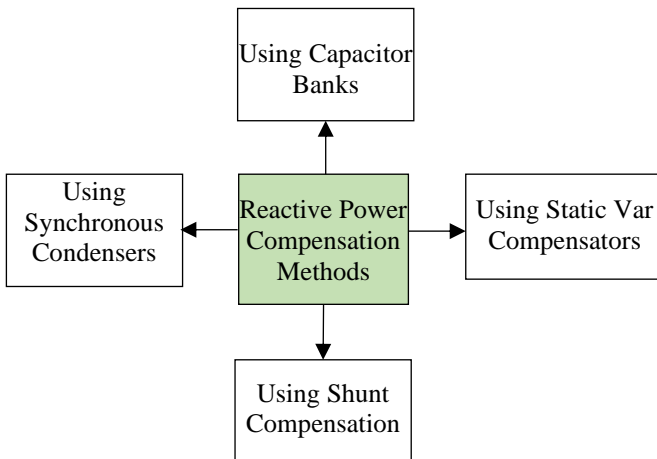 Using Capacitor
Banks
Using
Synchronous
Condensers
Reactive Power
Compensation
Methods
Using Static Var
Compensators
Using Shunt
Compensation